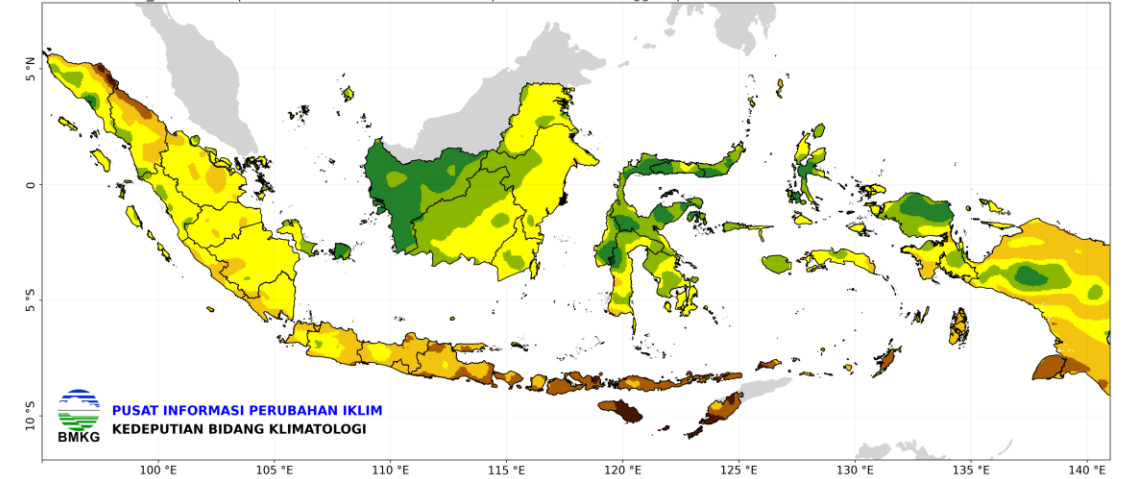 5°N
0
5°S
10°S
PUSAT INFORMASI PERUBAHAN IKLIM
KEDEPUTIAN BIDANG KLIMATOLOGI
BMKG
100 °E 105 °E 110 °E 115 °E 120 °E 125 °E 130 °E 135 °E 140 °E